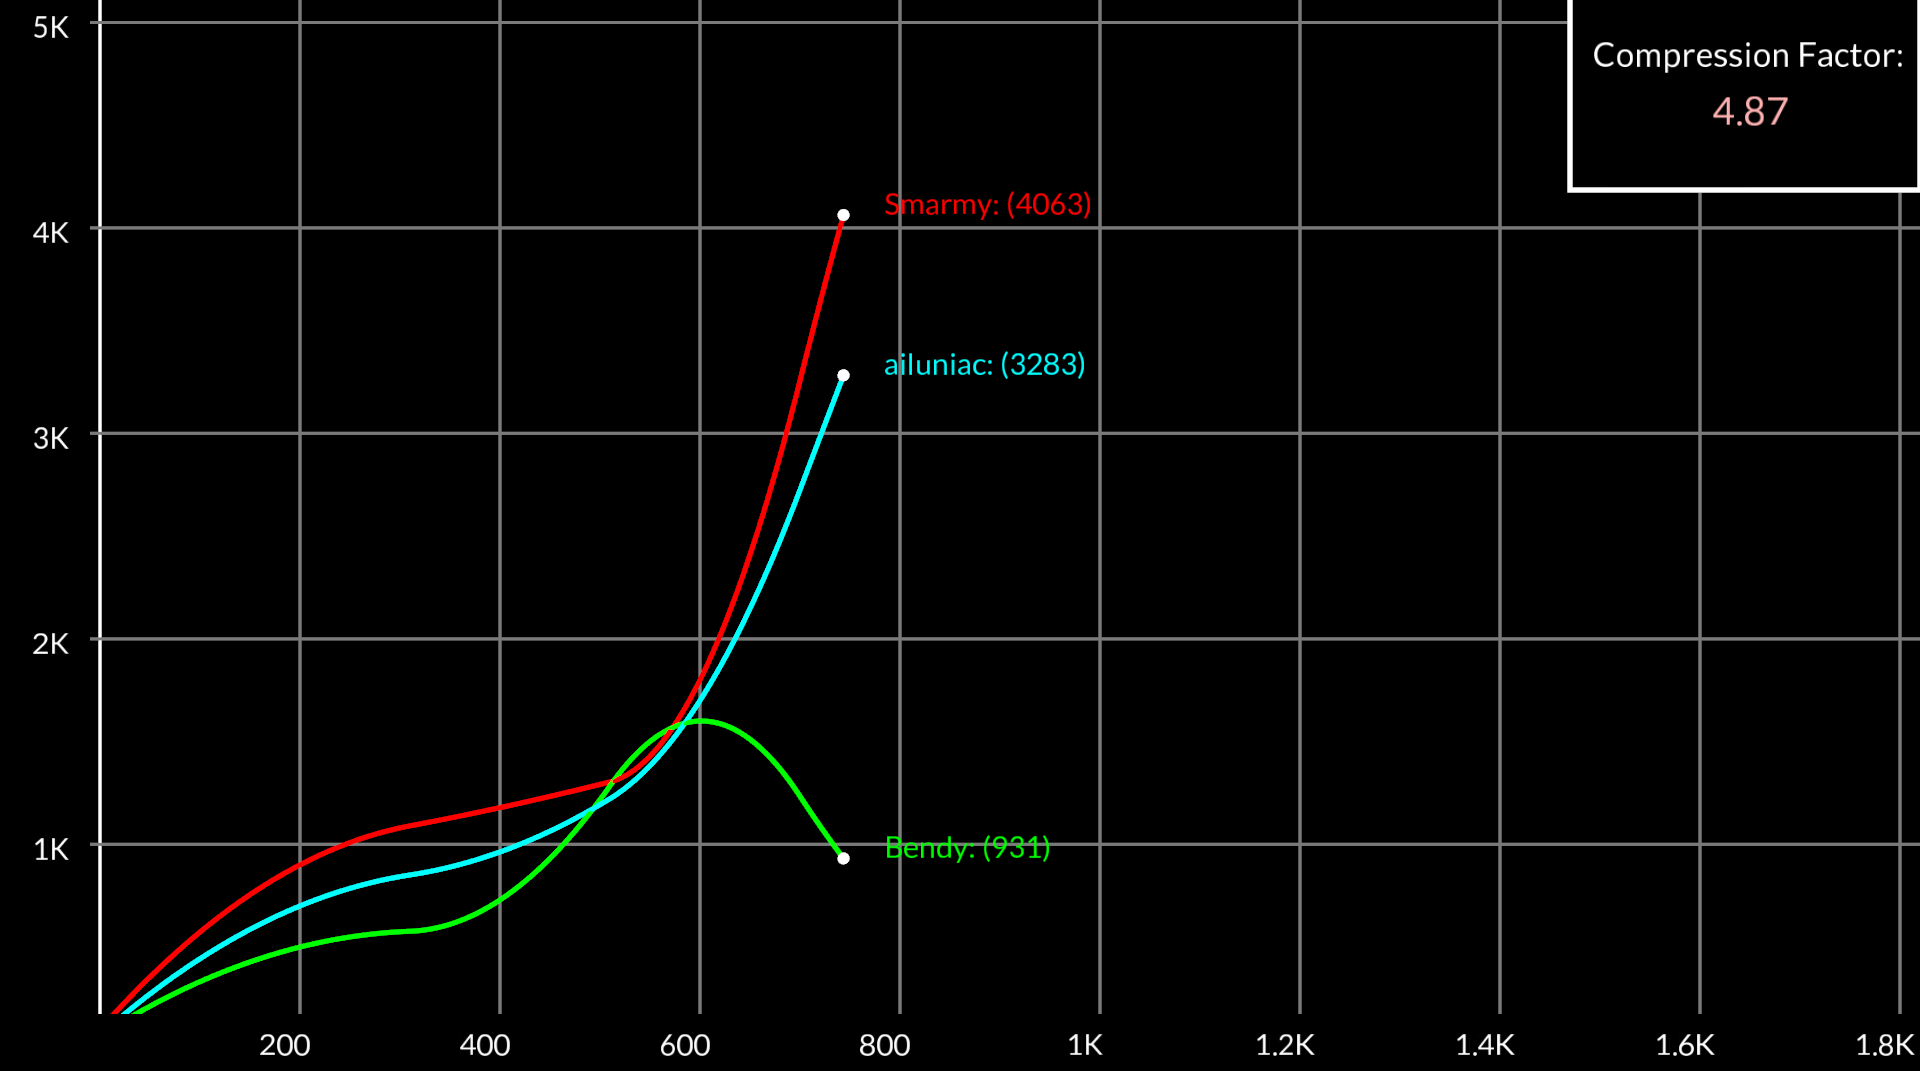 5K
Compression Factor:
4.87
Smarmy: (4063)
4K
ailuniac: (3283)
3K
2K
1K
Bendy: (931)
200 400 600 800 1K 1.2K 1.4K 1.6K 1.8K